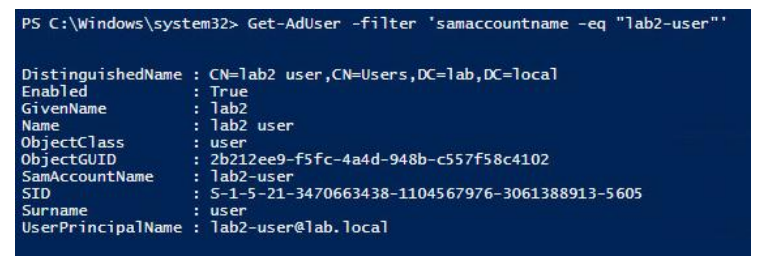 PS C:\Windows\system32> Get-AdUser -filter 'samaccountname -eq "lab2-user"'
DistinguishedName : CN=lab2 user,CN=Users,DC=lab,DC=local
Enabled           : True
GivenName         : lab2
Name              : lab2 user
ObjectClass       : user
ObjectGUID        : 2b212ee9-f5fc-4a4d-948b-c557f58c4102
SamAccountName    : lab2-user
SID               : S-1-5-21-3470663438-1104567976-3061388913-5605
Surname           : user
UserPrincipalName : lab2-user@lab.local